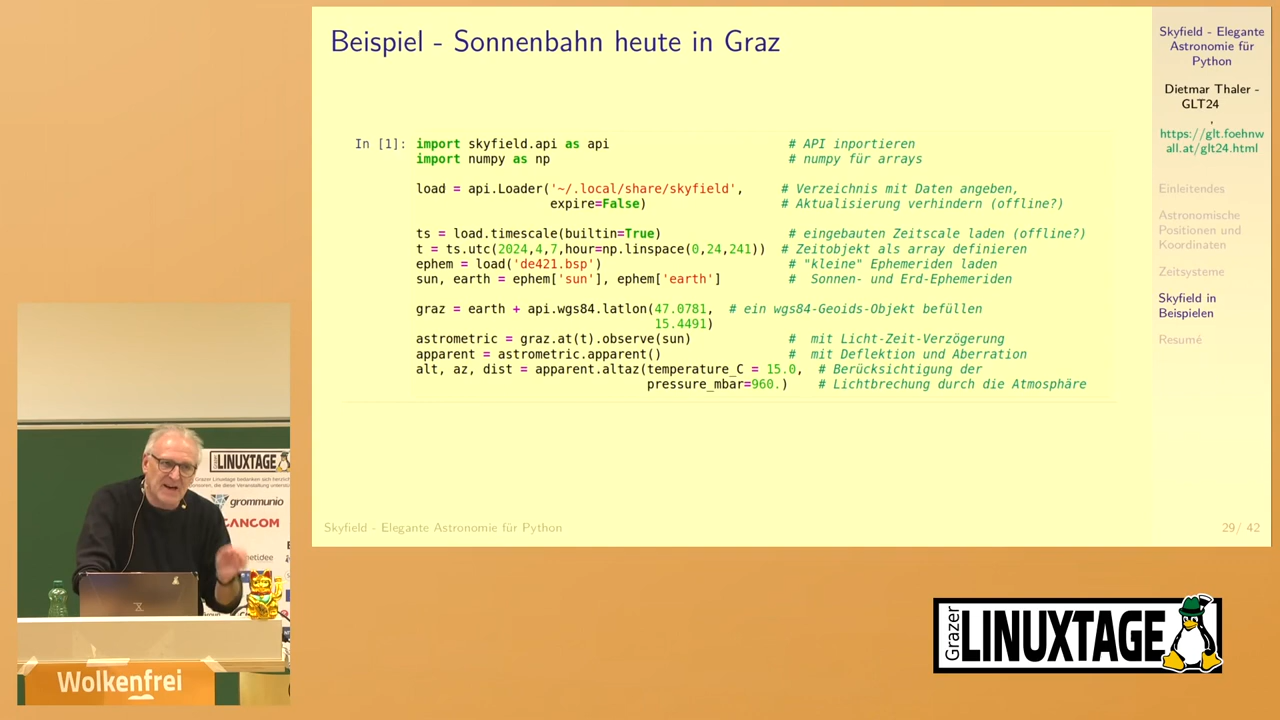 Beispiel - Sonnenbahn heute in Graz
In [1]: import skyfield.api as api # API inportieren
import numpy as np # numpy für arrays
load = api.Loader('~/.local/share/skyfield', # Verzeichnis mit Daten angeben,
expire=False) # Aktualisierung verhindern (offline?)
ts = load.timescale(builtin=True) # eingebauten Zeitscale laden (offline?)
t = ts.utc(2024,4,7,hour=np.linspace(0,24,241)) # Zeitobjekt als array definieren
ephem = load('de421.bsp') # "kleine" Ephemeriden laden
sun, earth = ephem['sun'], ephem['earth'] # Sonnen- und Erd-Ephemeriden
graz = earth + api.wgs84.latlon(47.0781, # ein wgs84-Geoids-Objekt befüllen
15.4491)
astrometric = graz.at(t).observe(sun) # mit Licht-Zeit-Verzögerung
apparent = astrometric.apparent() # mit Deflektion und Aberration
alt, az, dist = apparent.altaz(temperature_C = 15.0, # Berücksichtigung der
pressure_mbar=960.) # Lichtbrechung durch die Atmosphäre
Skyfield - Elegante Astronomie für Python
29/ 42
Skyfield - Elegante
Astronomie für
Python
Dietmar Thaler -
GLT24
,
https://glt.foehnw
all.at/glt24.html
Einleitendes
Astronomische
Positionen und
Koordinaten
Zeitsysteme
Skyfield in
Beispielen
Resumé
LINUXTAGE
Grazer Linuxtage bedanken sich herzlich
grommunio
CANCOM
Wolkenfrei
Grazer
LINUXTAGE